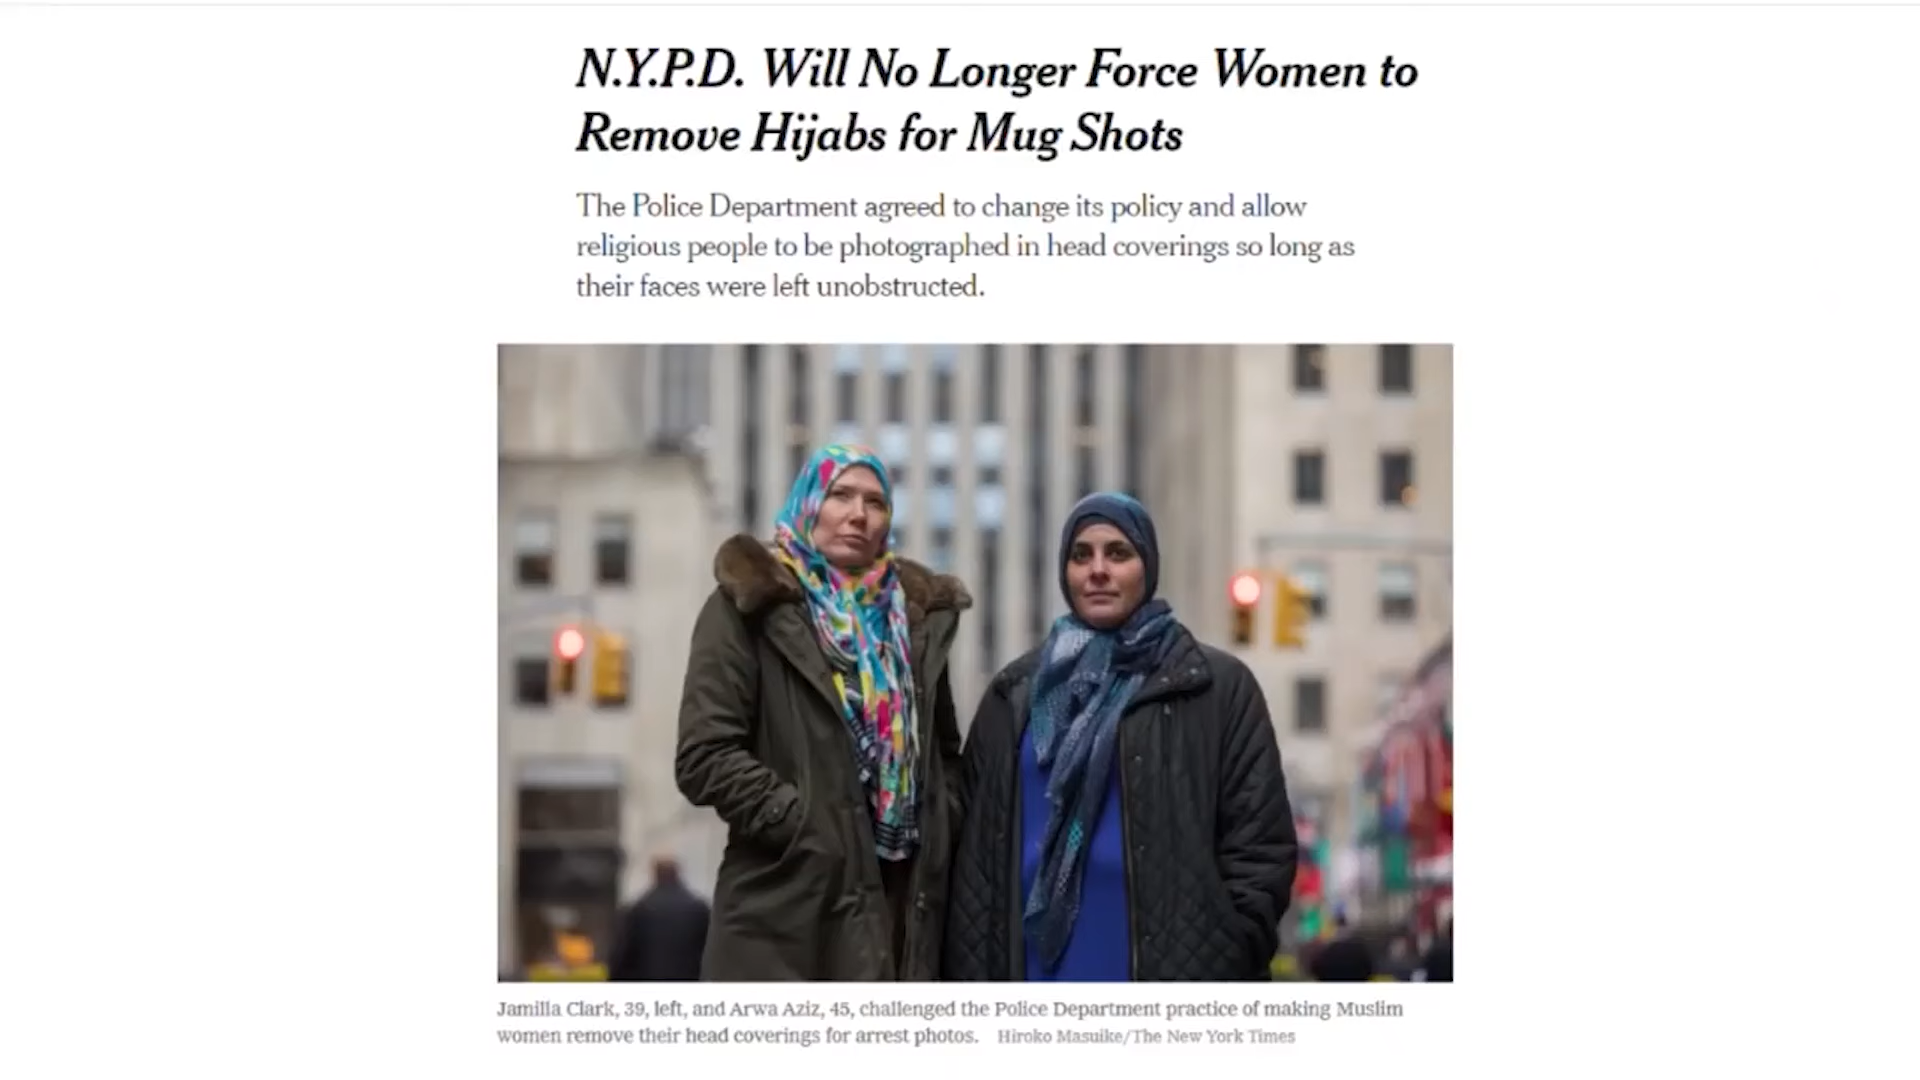 N.Y.P.D. Will No Longer Force Women to
Remove Hijabs for Mug Shots
The Police Department agreed to change its policy and allow
religious people to be photographed in head coverings so long as
their faces were left unobstructed.
Jamilla Clark, 39, left, and Arwa Aziz, 45, challenged the Police Department practice of making Muslim
women remove their head coverings for arrest photos. Hiroko Masuike/The New York Times